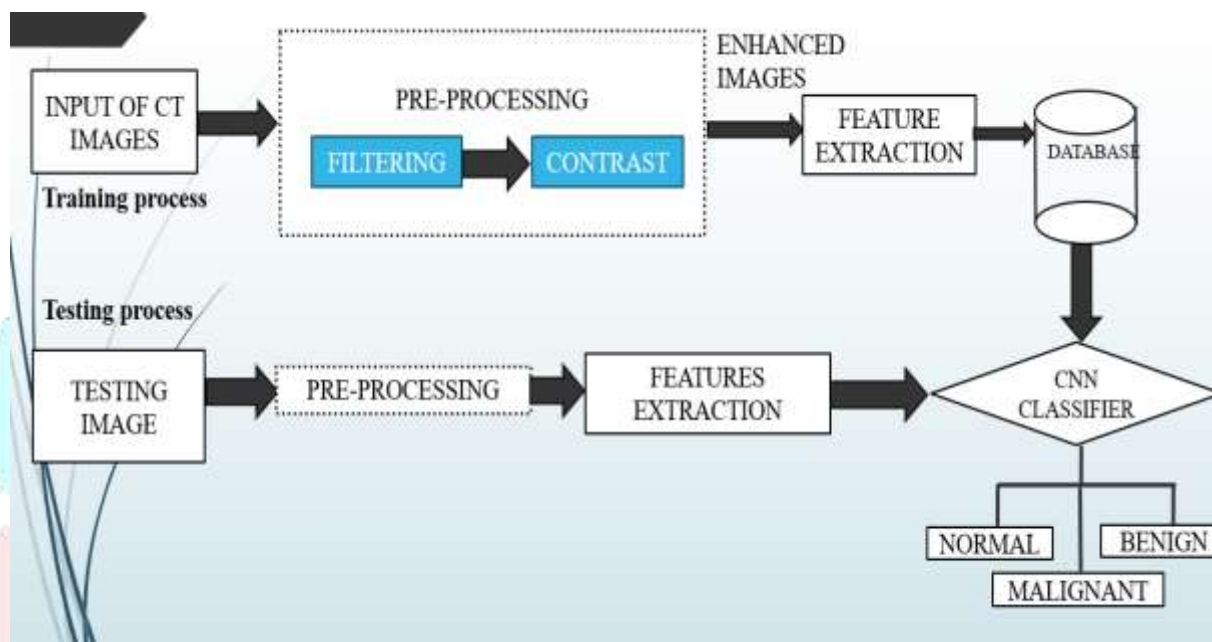 INPUT OF CT
IMAGES
Training process
PRE-PROCESSING
FILTERING
CONTRAST
ENHANCED
IMAGES
FEATURE
EXTRACTION
DATABASE
Testing process
TESTING
IMAGE
PRE-PROCESSING
FEATURES
EXTRACTION
CNN
CLASSIFIER
NORMAL
BENIGN
MALIGNANT